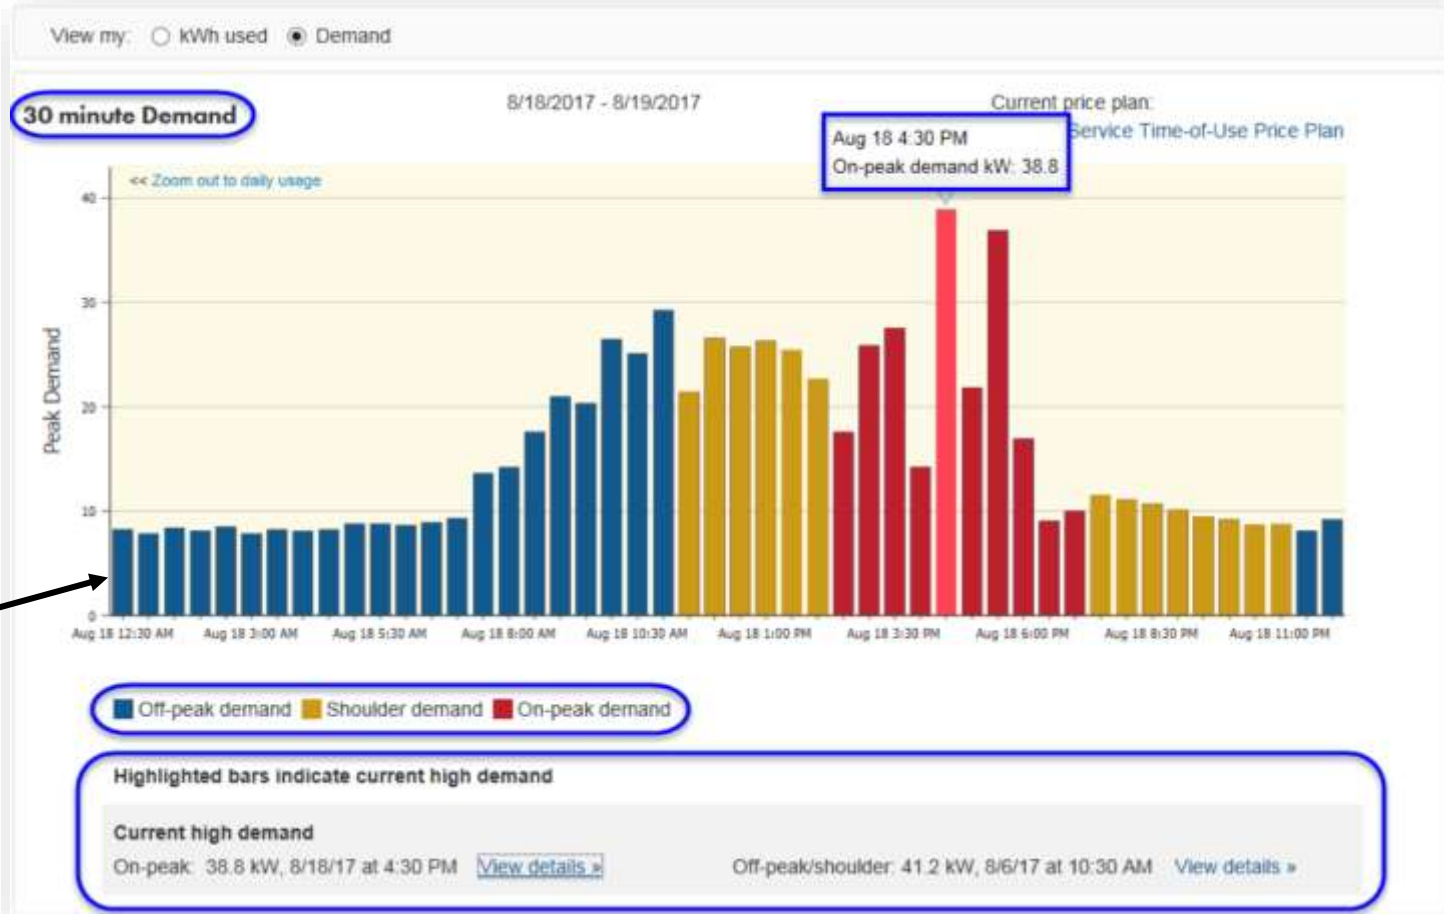 View my: kWh used Demand
30 minute Demand
8/18/2017 - 8/19/2017
Current price plan:
Service Time-of-Use Price Plan
Aug 18 4:30 PM
On-peak demand kW: 38.8
<< Zoom out to daily usage
40
30
20
10
0
Peak Demand
Aug 18 12:30 AM Aug 18 3:00 AM Aug 18 5:30 AM Aug 18 8:00 AM Aug 18 10:30 AM Aug 18 1:00 PM Aug 18 3:30 PM Aug 18 6:00 PM Aug 18 8:30 PM Aug 18 11:00 PM
Off-peak demand Shoulder demand On-peak demand
Highlighted bars indicate current high demand
Current high demand
On-peak: 38.8 kW, 8/18/17 at 4:30 PM View details » Off-peak/shoulder: 41.2 kW, 8/6/17 at 10:30 AM View details »